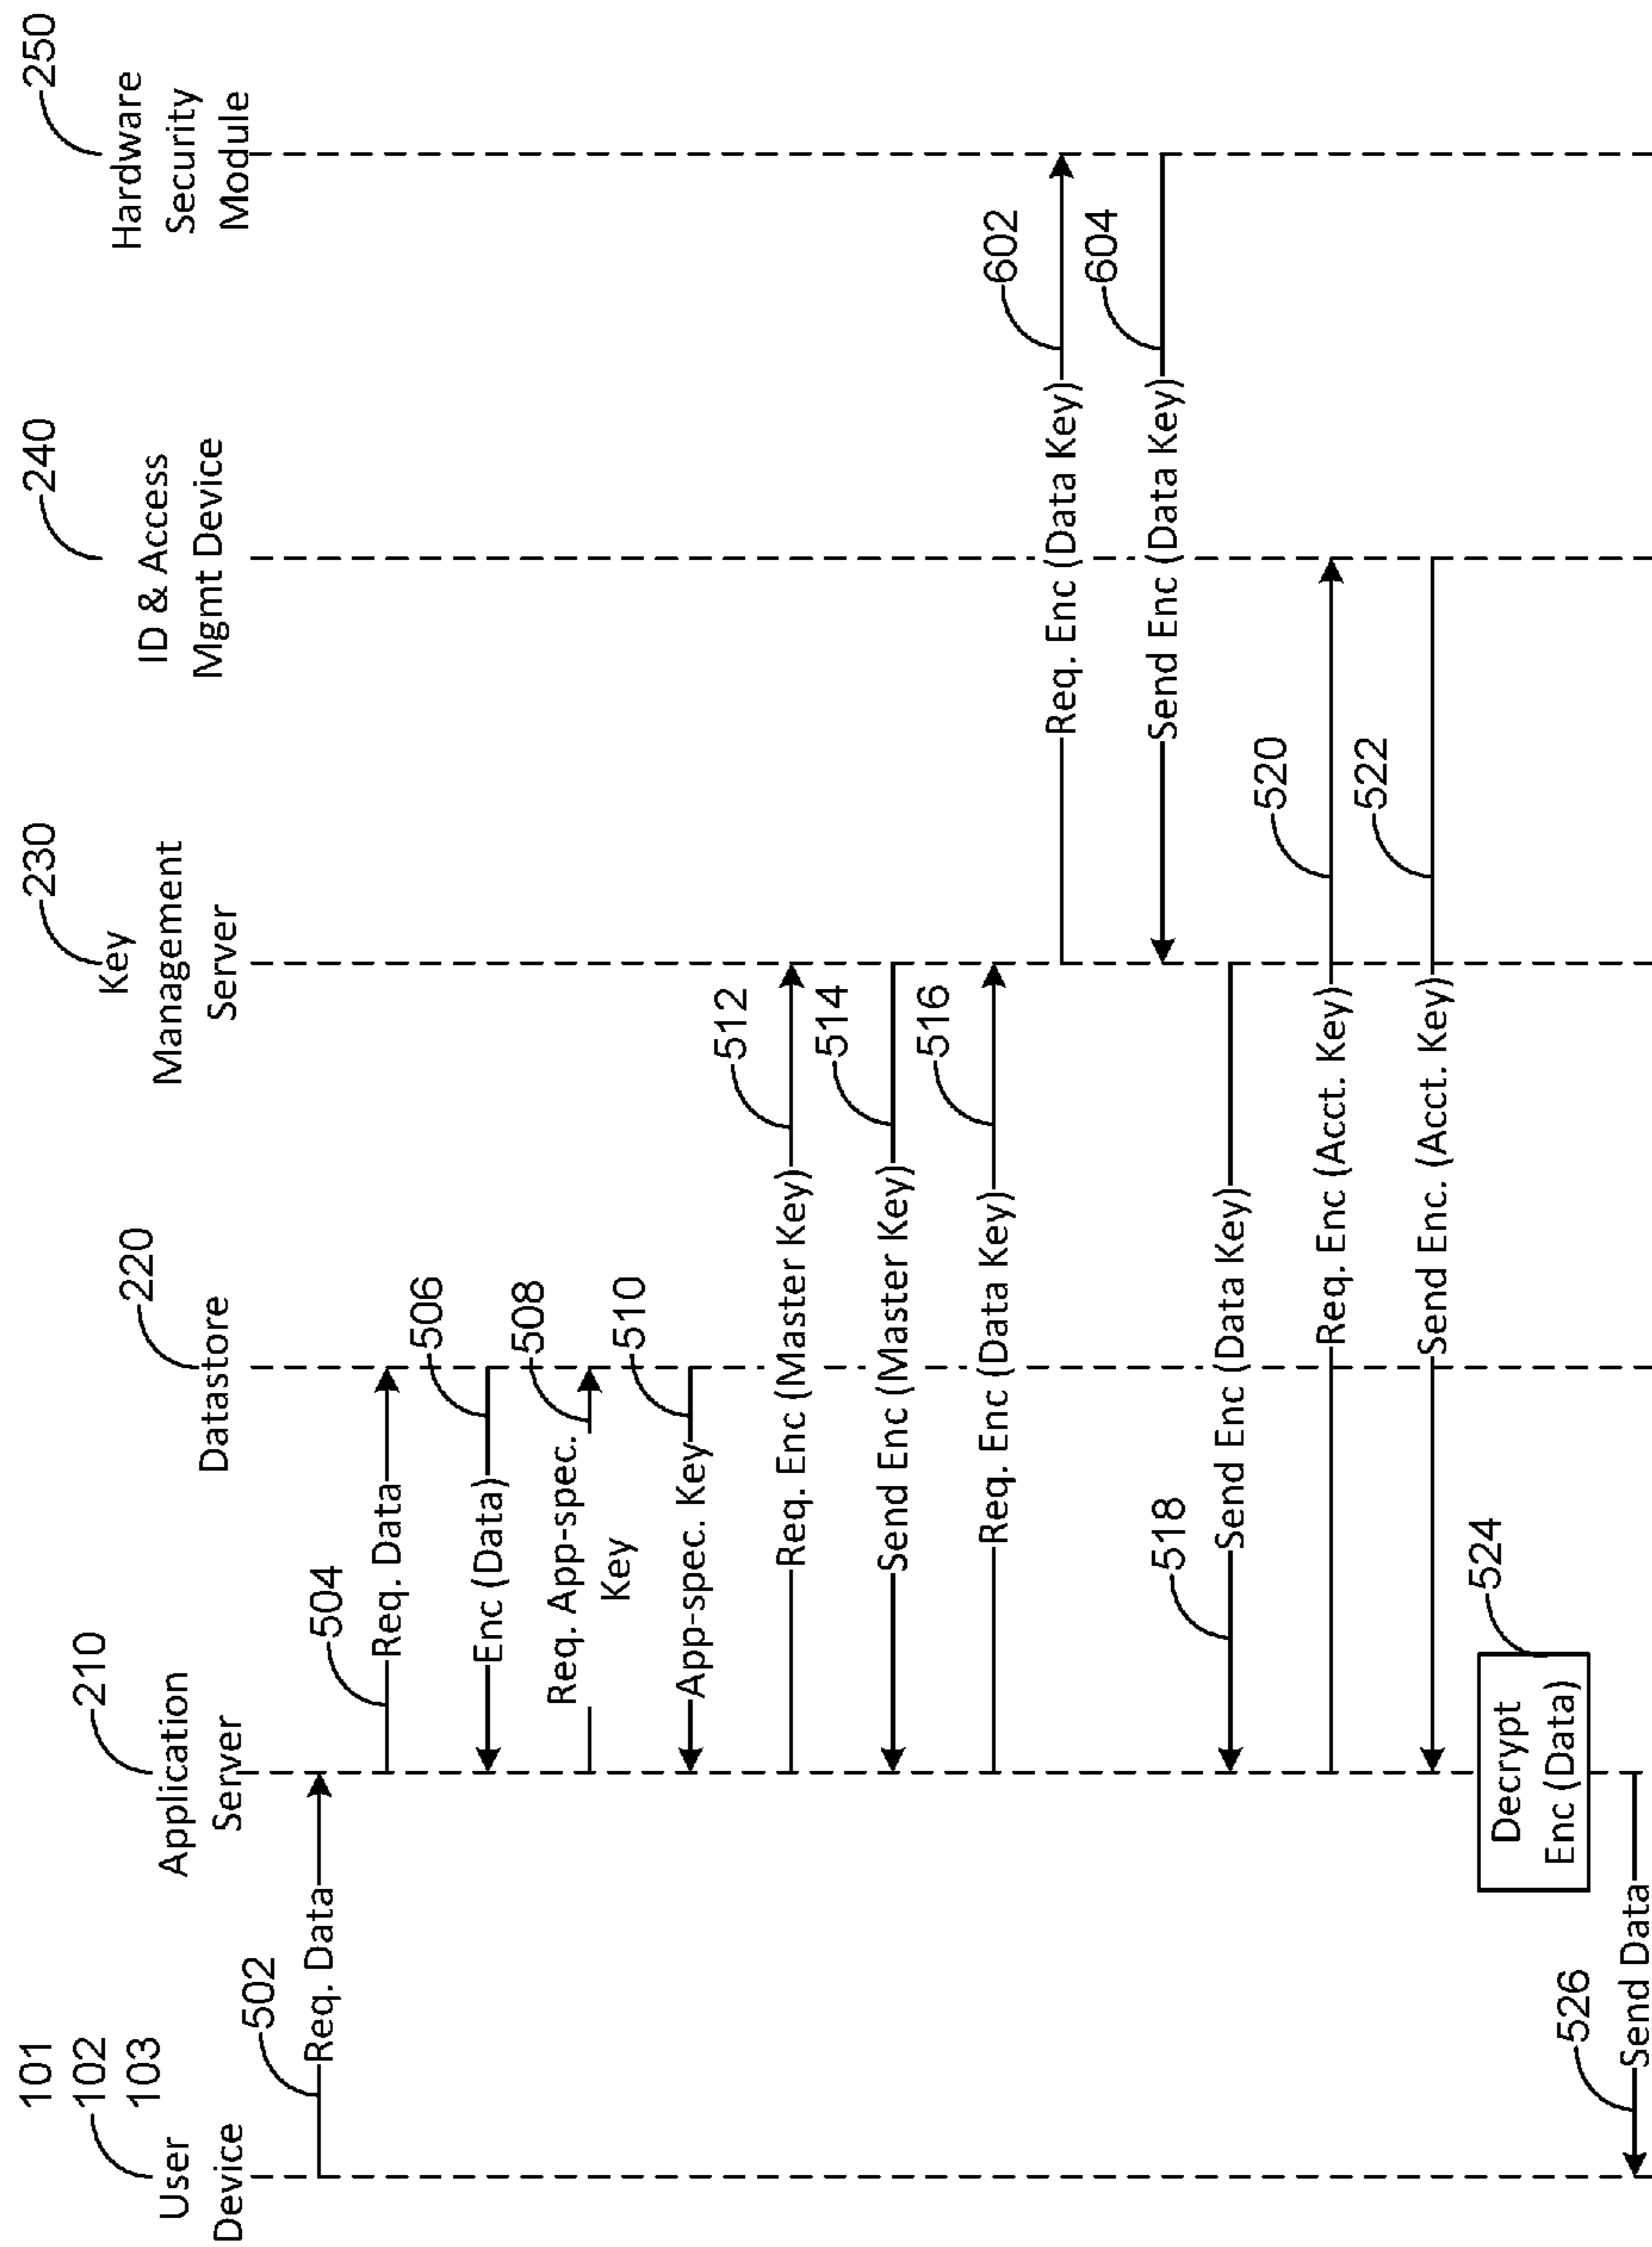 101
102
103
User
Device
210
Application
Server
220
Datastore
230
Key
Management
Server
240
ID & Access
Mgmt Device
250
Hardware
Security
Module
502
Req. Data
504
Req. Data
506
Enc (Data)
508
Req. App-spec.
Key
510
App-spec. Key
512
Req. Enc (Master Key)
514
Send Enc (Master Key)
516
Req. Enc (Data Key)
602
Req. Enc (Data Key)
604
Send Enc (Data Key)
518
Send Enc (Data Key)
520
Req. Enc (Acct. Key)
522
Send Enc. (Acct. Key)
524
Decrypt
Enc (Data)
526
Send Data